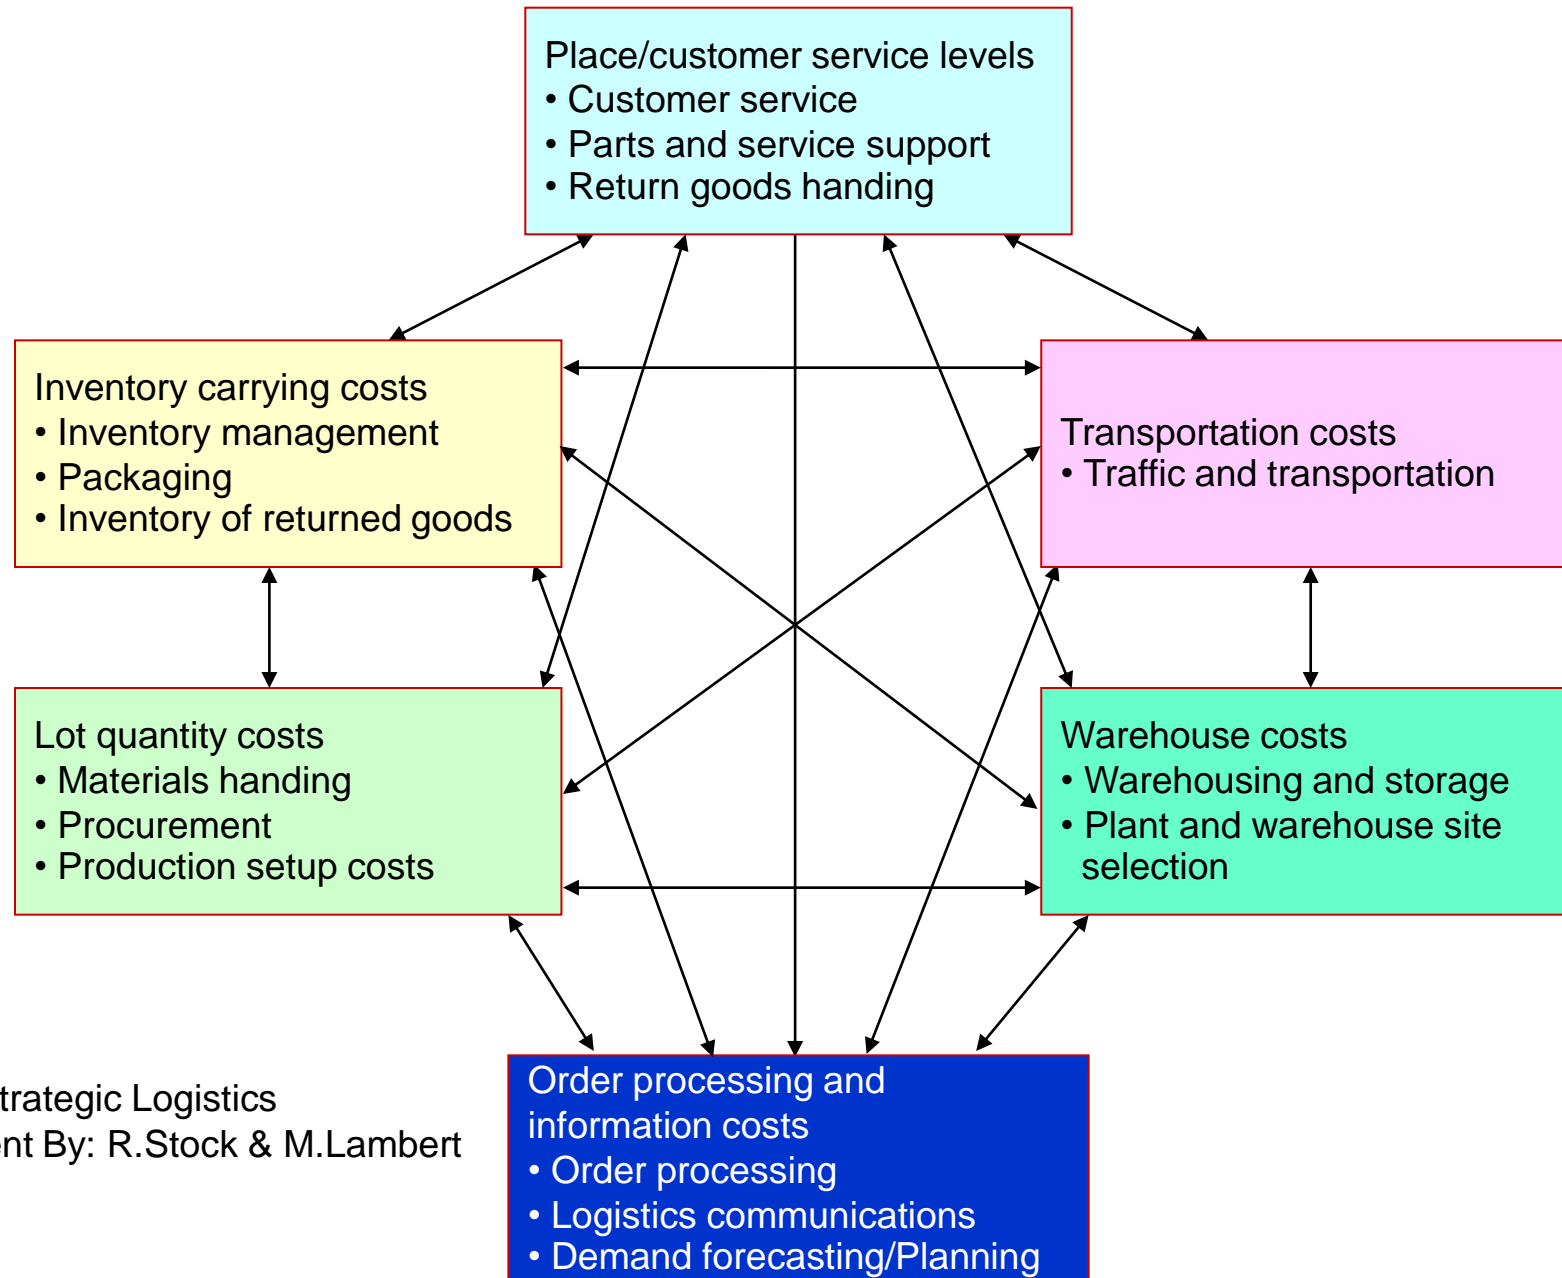 Place/customer service levels
• Customer service
• Parts and service support
• Return goods handing
Inventory carrying costs
• Inventory management
• Packaging
• Inventory of returned goods
Transportation costs
• Traffic and transportation
Lot quantity costs
• Materials handing
• Procurement
• Production setup costs
Warehouse costs
• Warehousing and storage
• Plant and warehouse site
selection
Order processing and
information costs
• Order processing
• Logistics communications
• Demand forecasting/Planning
trategic Logistics
ent By: R.Stock & M.Lambert